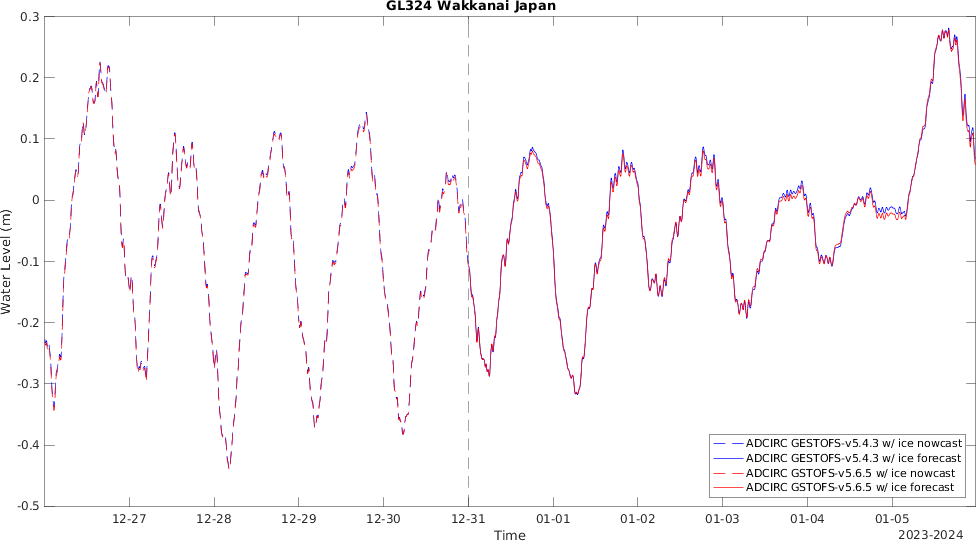 GL324 Wakkanai Japan
0.3
0.2
0.1
0
-0.1
-0.2
-0.3
-0.4
-0.5
Water Level (m)
ADCIRC GESTOFS-v5.4.3 w/ ice nowcast
ADCIRC GESTOFS-v5.4.3 w/ ice forecast
ADCIRC GSTOFS-v5.6.5 w/ ice nowcast
ADCIRC GSTOFS-v5.6.5 w/ ice forecast
12-27 12-28 12-29 12-30 12-31 01-01 01-02 01-03 01-04 01-05
Time
2023-2024